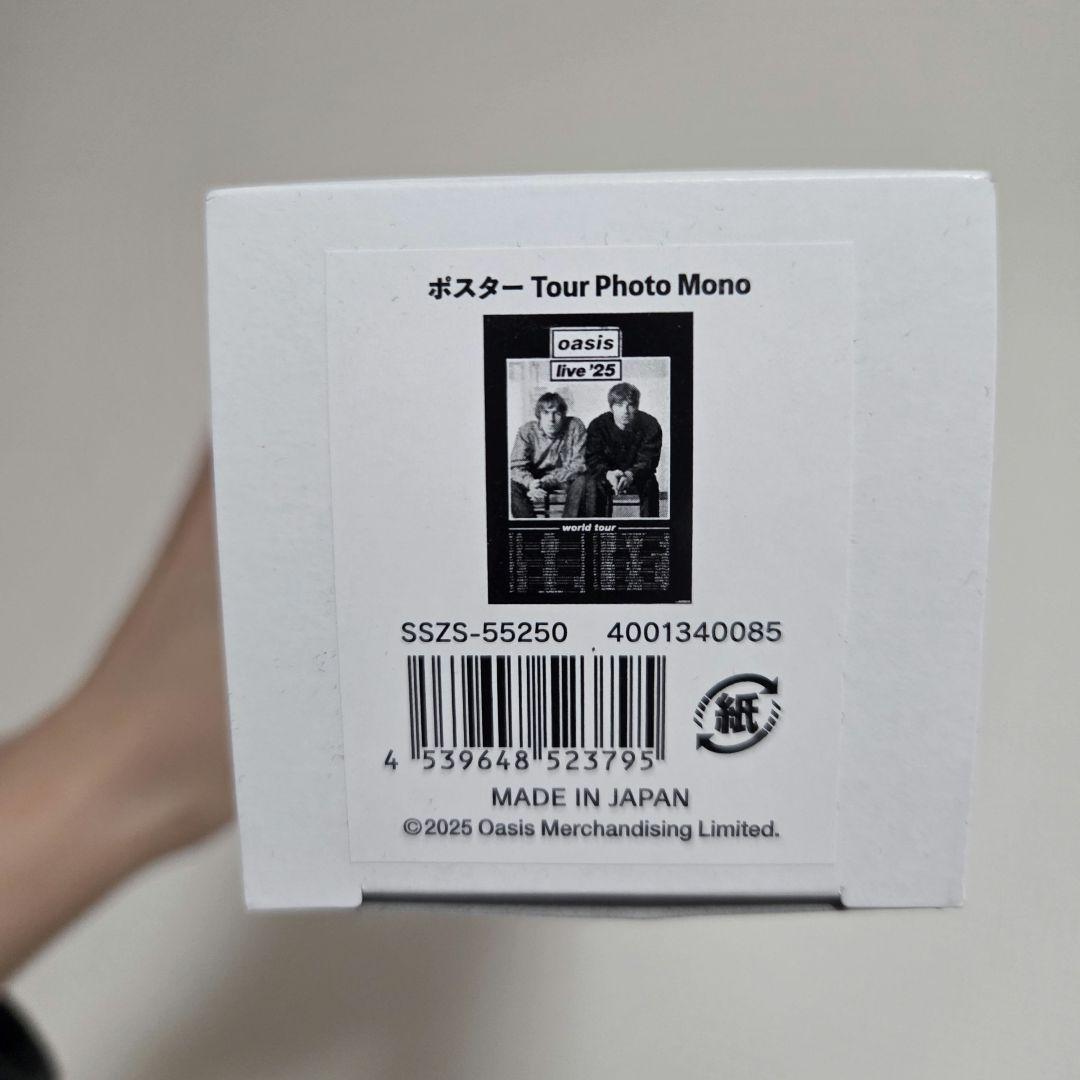 ポスター Tour Photo Mono
oasis
live '25
world tour
SSZS-55250 4001340085
紙
4 539648 523795
MADE IN JAPAN
©2025 Oasis Merchandising Limited.